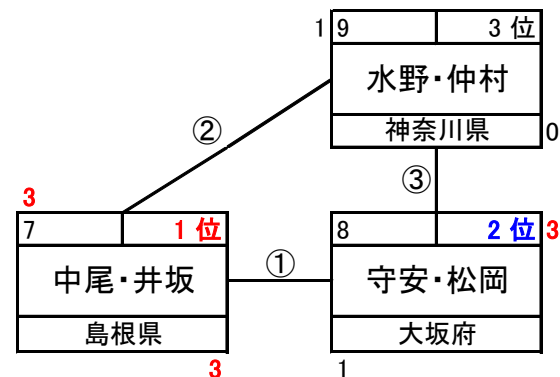 1 9 3 位
水野・仲村
神奈川県 0
②
③
3
7 1 位
8 2 位 3
中尾・井坂
①
守安・松岡
島根県
大坂府
3
1